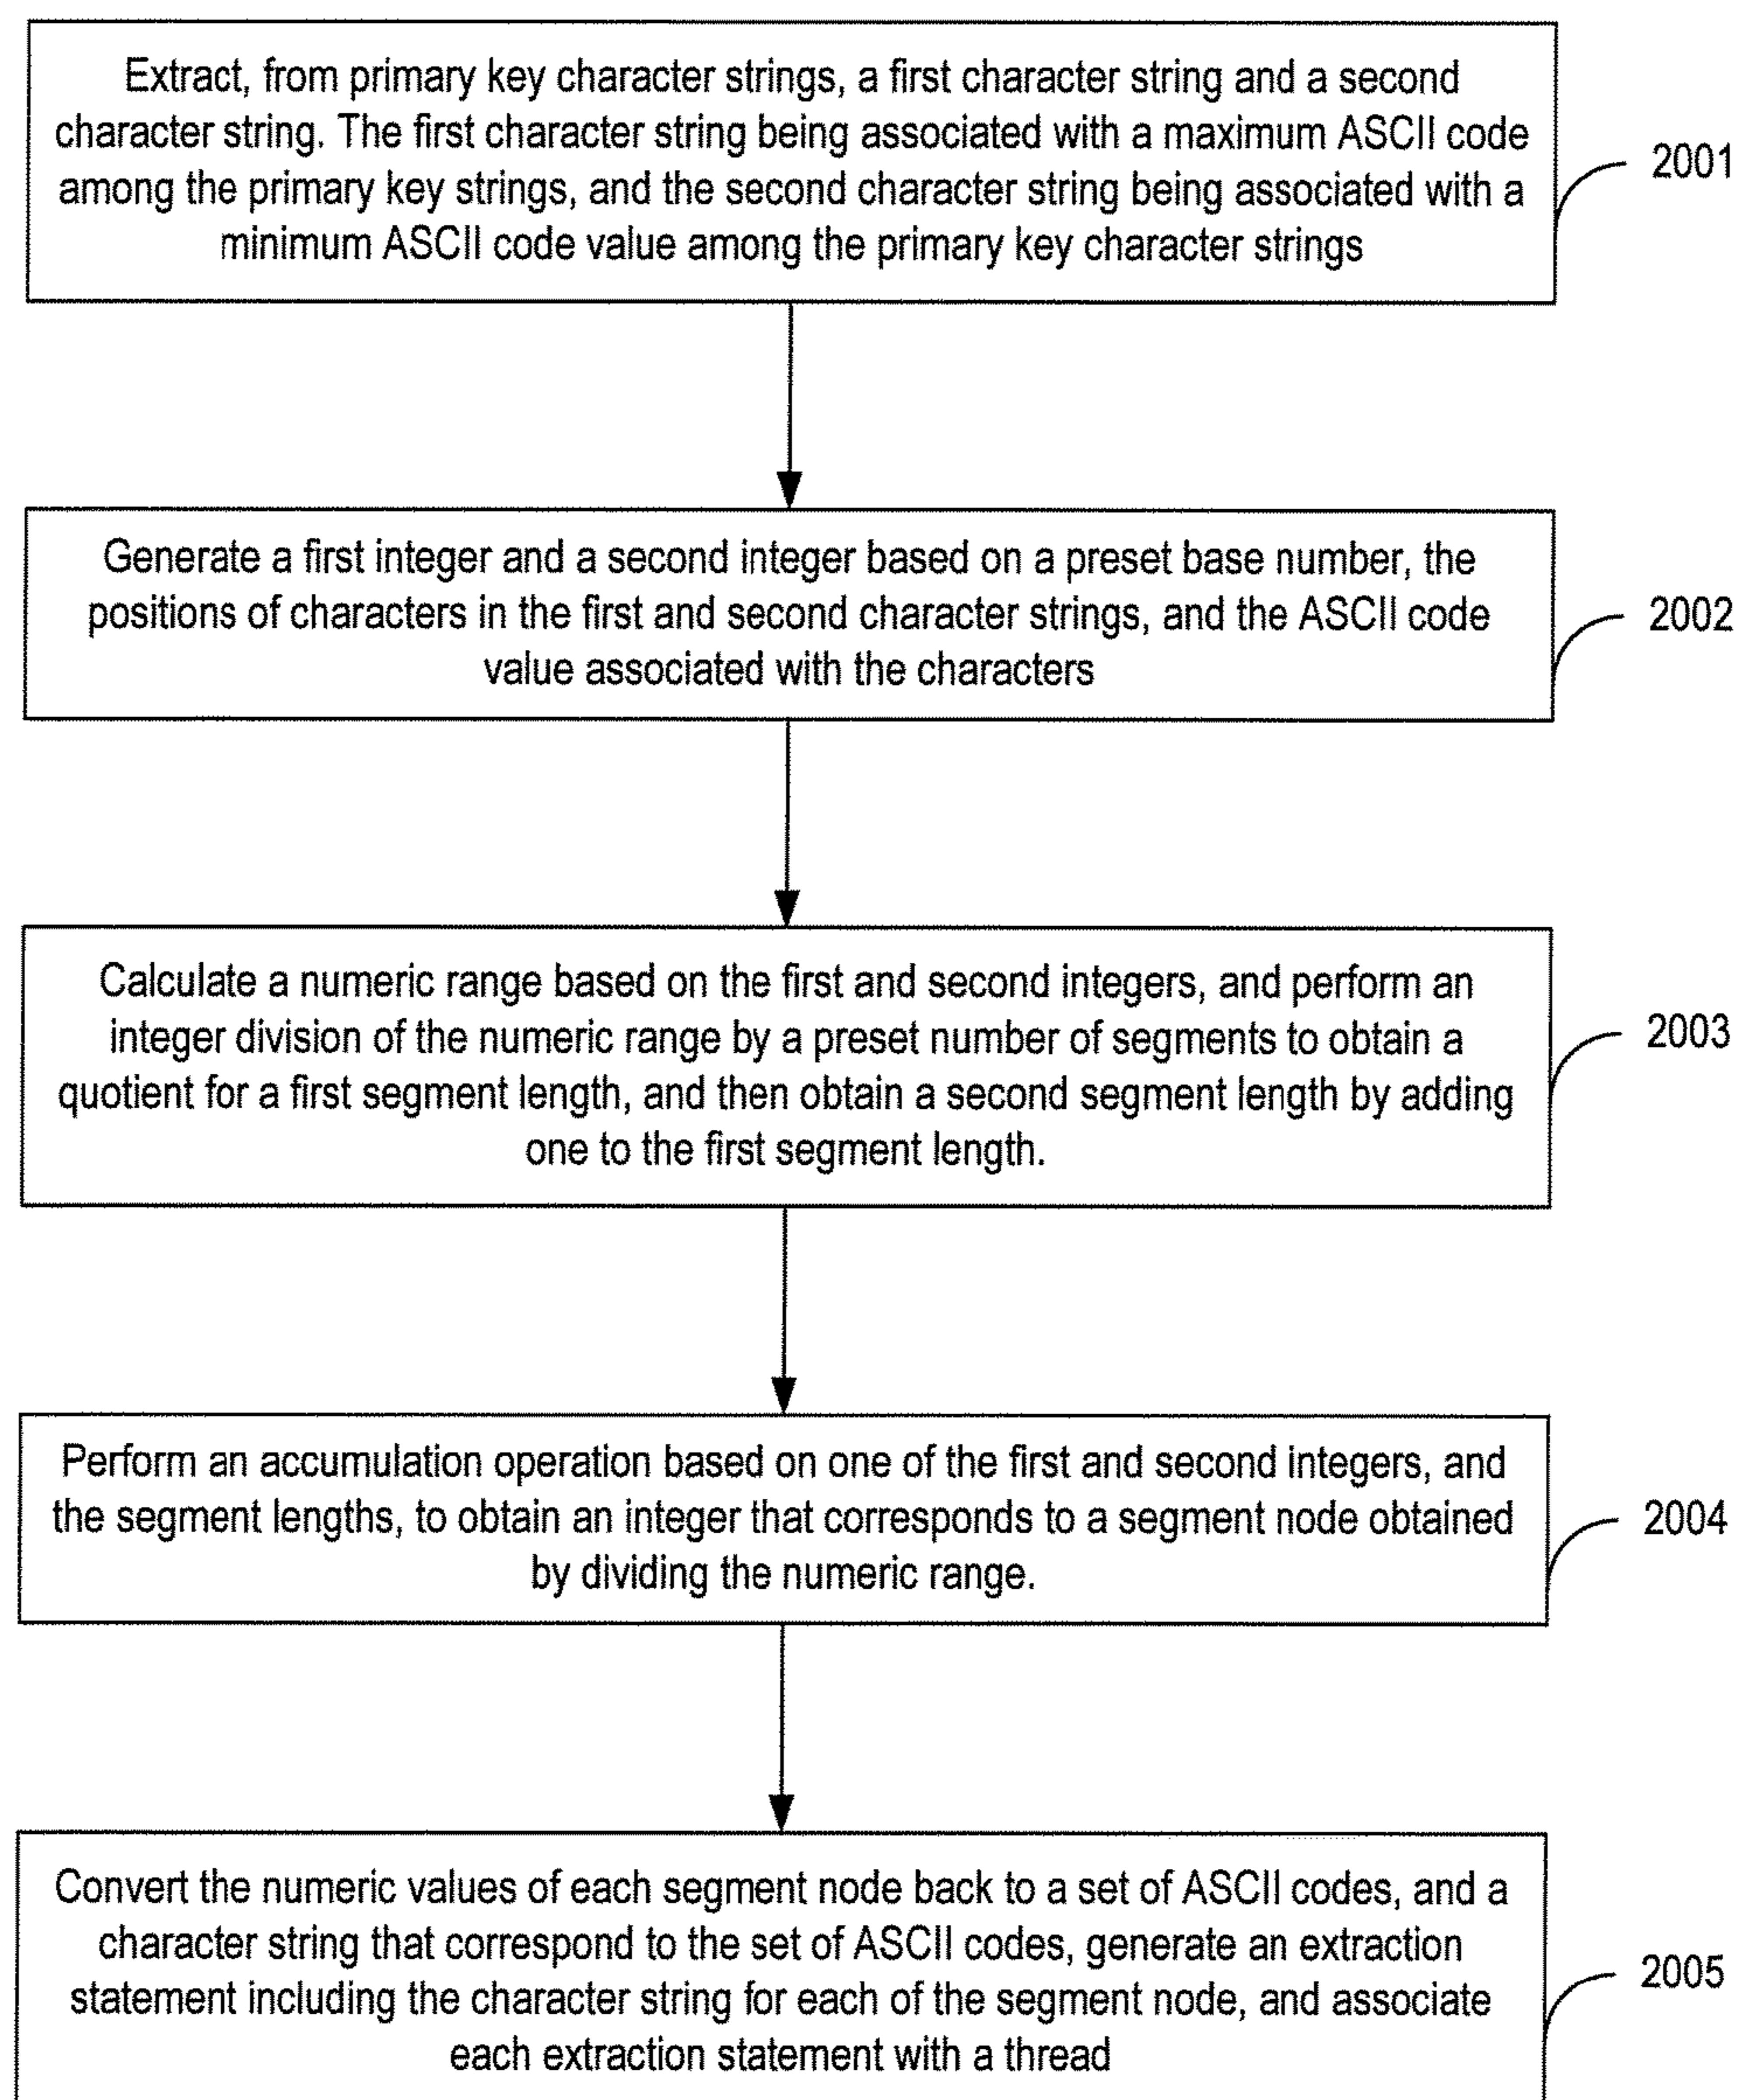 Extract, from primary key character strings, a first character string and a second
character string. The first character string being associated with a maximum ASCII code
among the primary key strings, and the second character string being associated with a
minimum ASCII code value among the primary key character strings
2001
Generate a first integer and a second integer based on a preset base number, the
positions of characters in the first and second character strings, and the ASCII code
value associated with the characters
2002
Calculate a numeric range based on the first and second integers, and perform an
integer division of the numeric range by a preset number of segments to obtain a
quotient for a first segment length, and then obtain a second segment length by adding
one to the first segment length.
2003
Perform an accumulation operation based on one of the first and second integers, and
the segment lengths, to obtain an integer that corresponds to a segment node obtained
by dividing the numeric range.
2004
Convert the numeric values of each segment node back to a set of ASCII codes, and a
character string that correspond to the set of ASCII codes, generate an extraction
statement including the character string for each of the segment node, and associate
each extraction statement with a thread
2005